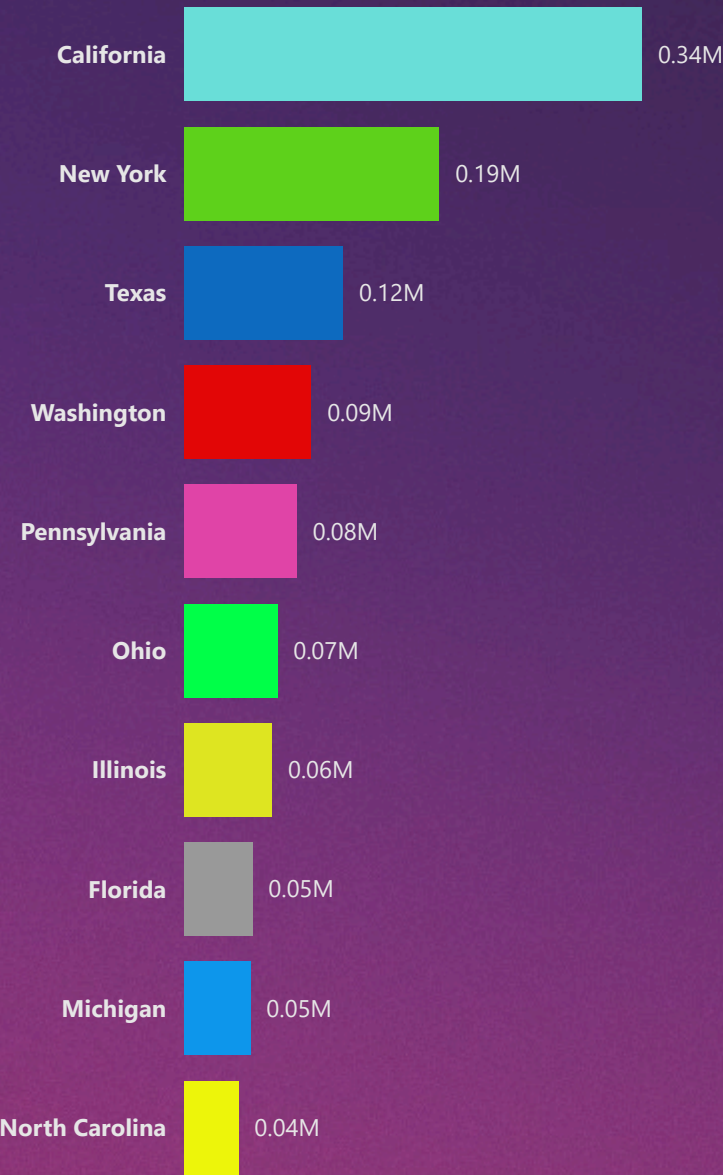 California 0.34M
New York 0.19M
Texas 0.12M
Washington 0.09M
Pennsylvania 0.08M
Ohio 0.07M
Illinois 0.06M
Florida 0.05M
Michigan 0.05M
North Carolina 0.04M